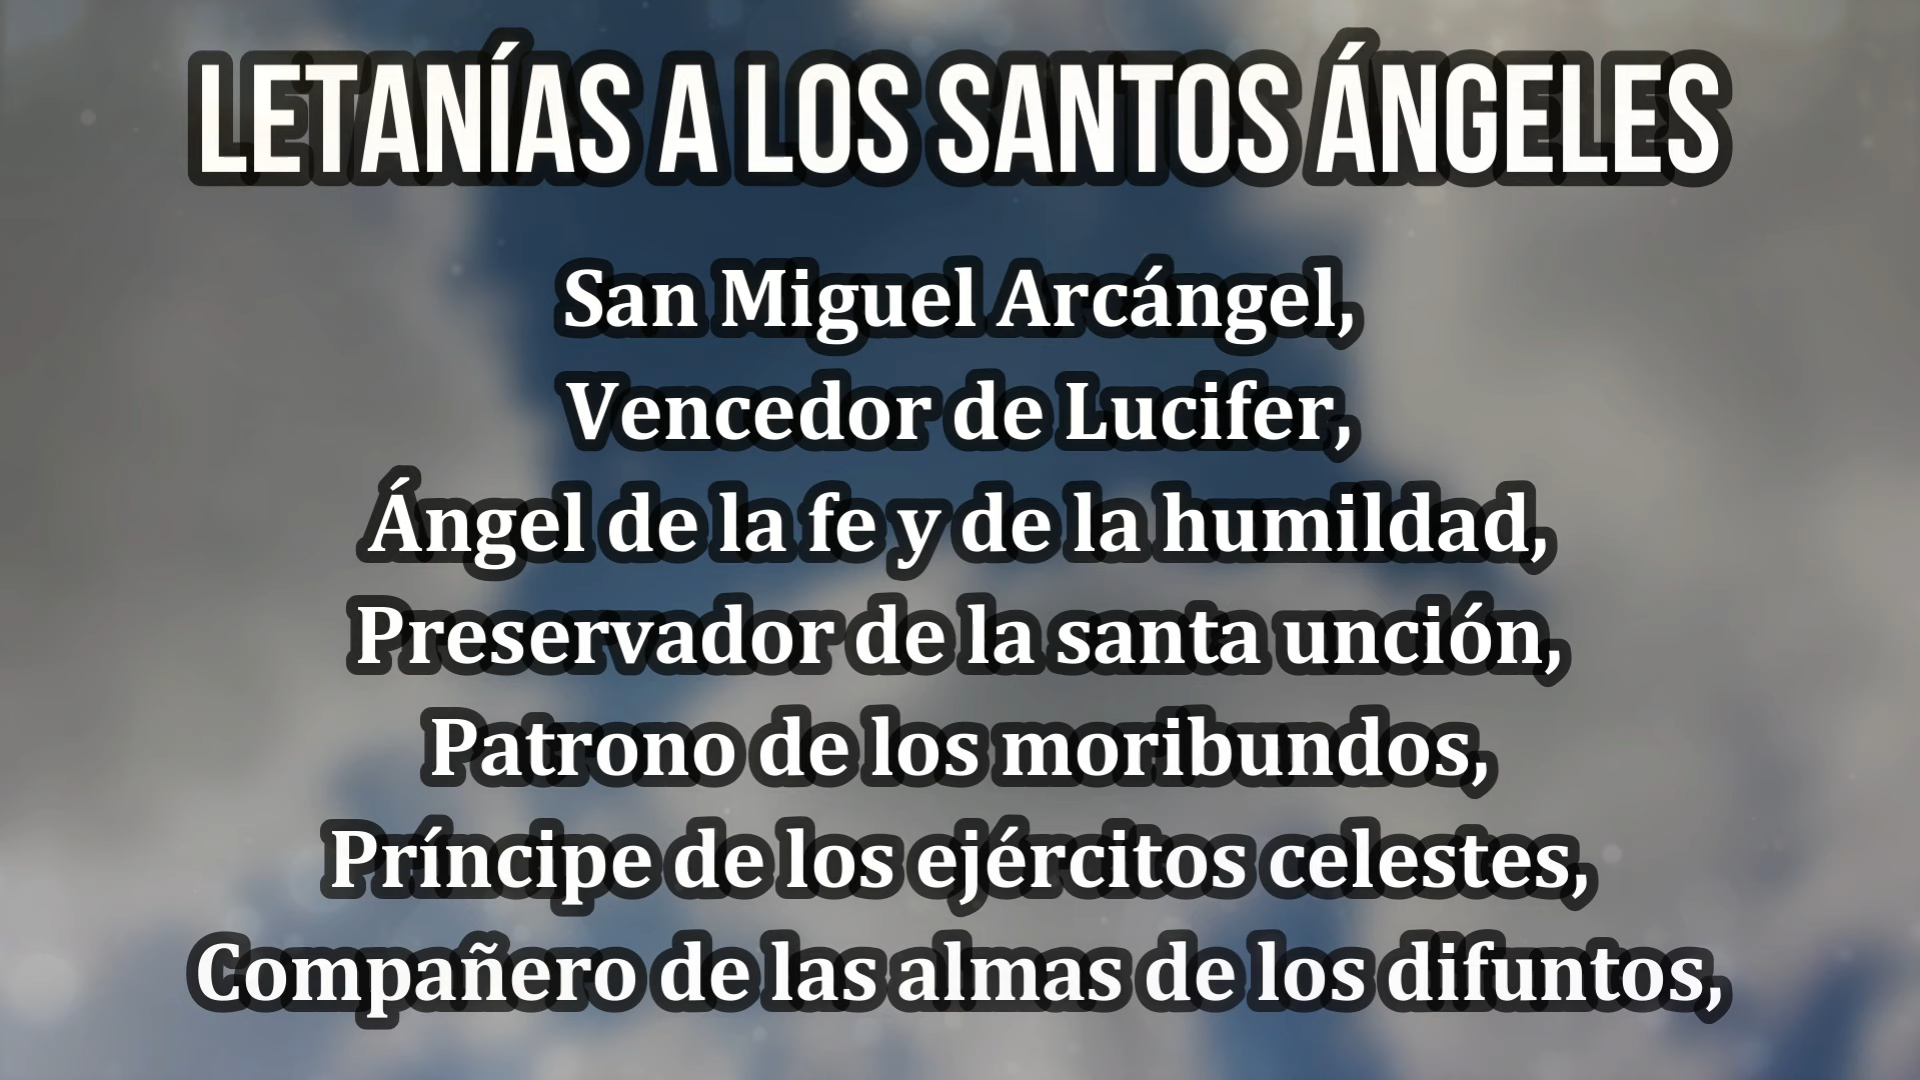 LETANÍAS A LOS SANTOS ÁNGELES
San Miguel Arcángel,
Vencedor de Lucifer,
Ángel de la fe y de la humildad,
Preservador de la santa unción,
Patrono de los moribundos,
Príncipe de los ejércitos celestes,
Compañero de las almas de los difuntos,